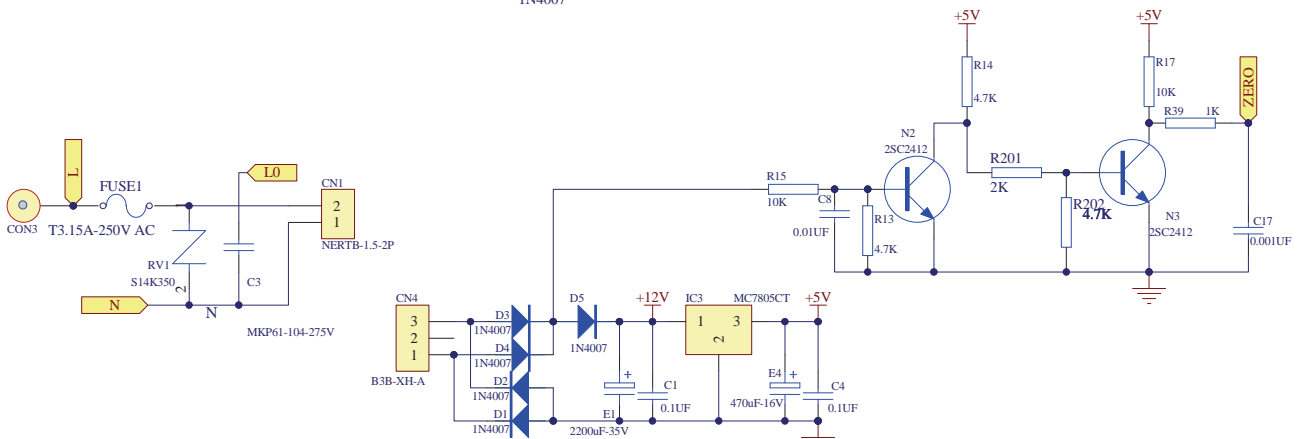 1N4007
+5V
+5V
R14
4.7K
R17
10K
ZERO
R39
1K
N2
2SC2412
R201
2K
R15
10K
C8
0.01UF
R13
4.7K
R202
4.7K
N3
2SC2412
C17
0.001UF
L
L0
FUSE1
CN1
2
1
CON3
T3.15A-250V AC
NERTB-1.5-2P
1
RV1
S14K350
2
C3
N
N
MKP61-104-275V
CN4
3
2
1
B3B-XH-A
D3
1N4007
D4
1N4007
D2
1N4007
D1
1N4007
D5
1N4007
+12V
IC3
MC7805CT
1
3
2
+5V
+
E1
2200uF-35V
C1
0.1UF
+
E4
470uF-16V
C4
0.1UF